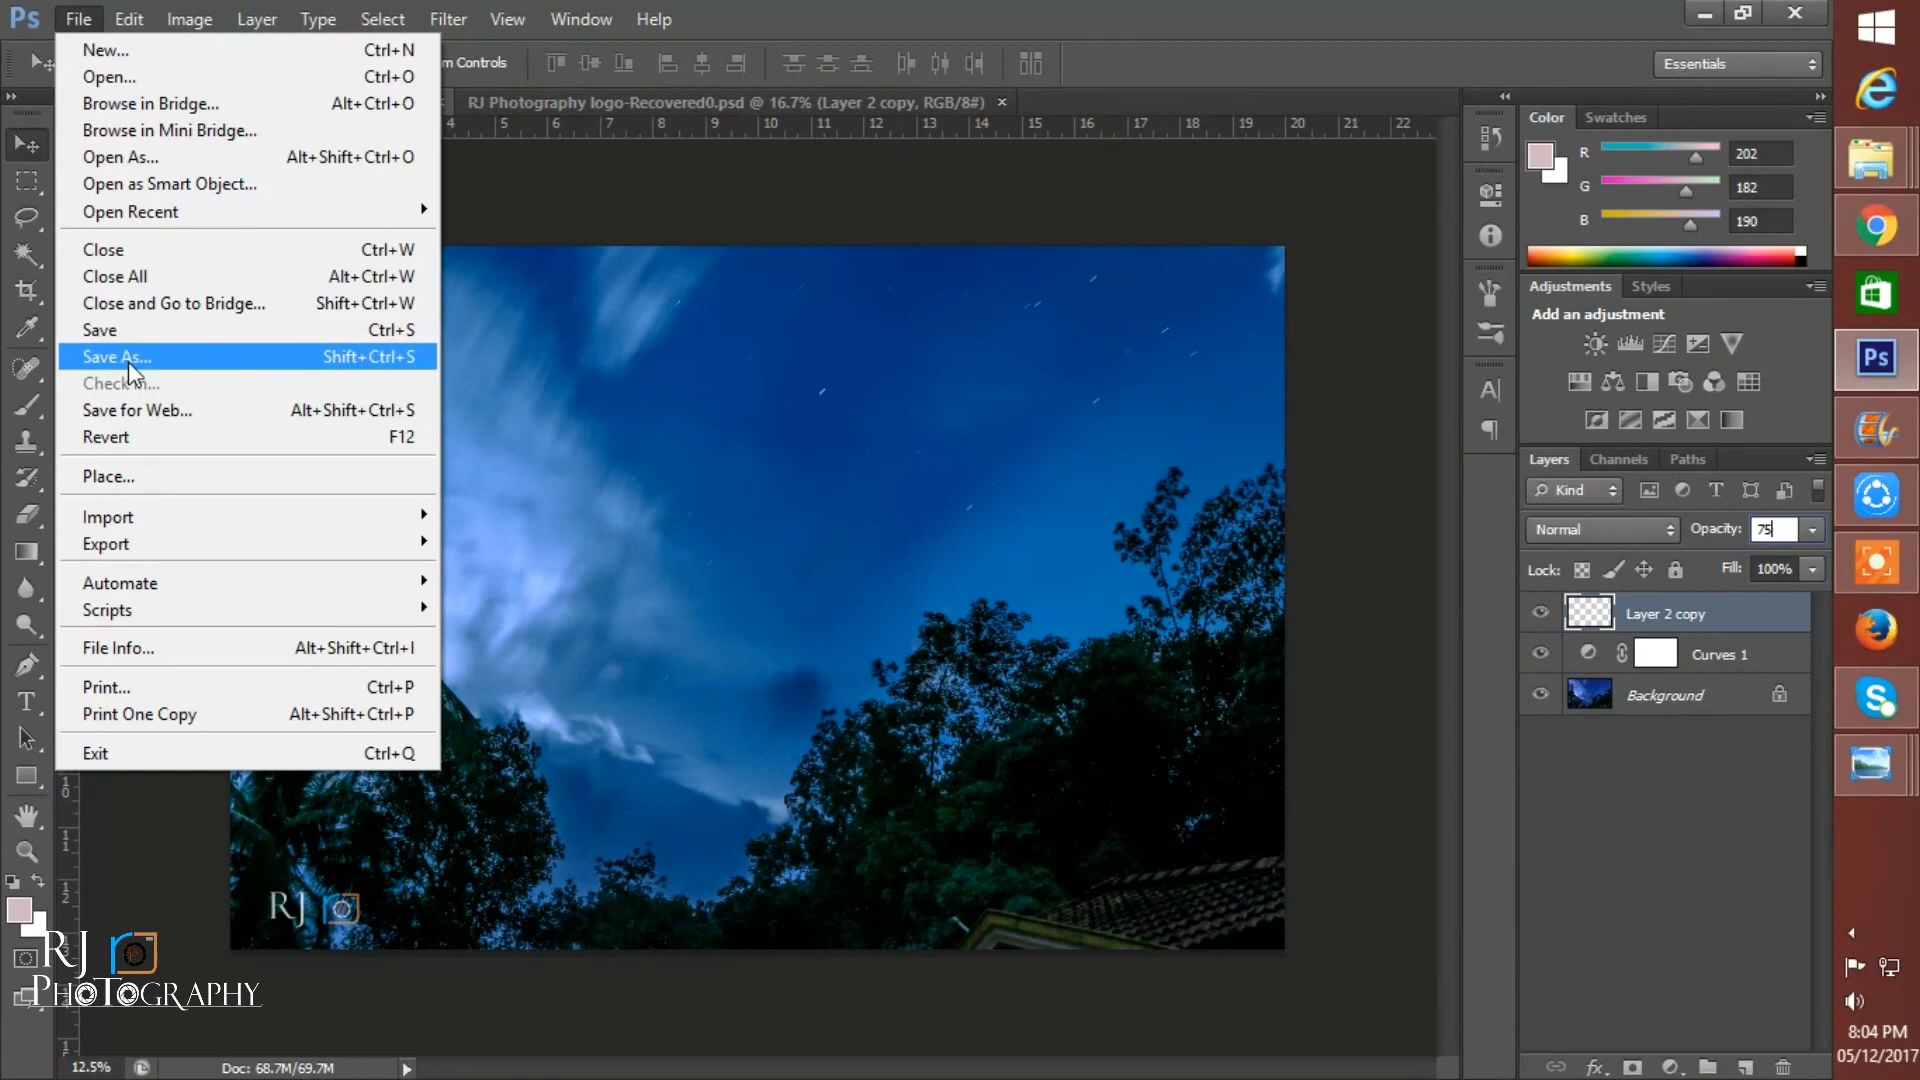 Ps File Edit Image Layer Type Select Filter View Window Help
m Controls
Essentials
RJ Photography logo-Recovered0.psd @ 16.7% (Layer 2 copy, RGB/8#) ×
4 5 6 7 8 9 10 11 12 13 14 15 16 17 18 19 20 21 22
New... Ctrl+N
Open... Ctrl+O
Browse in Bridge... Alt+Ctrl+O
Browse in Mini Bridge...
Open As... Alt+Shift+Ctrl+O
Open as Smart Object...
Open Recent
Close Ctrl+W
Close All Alt+Ctrl+W
Close and Go to Bridge... Shift+Ctrl+W
Save Ctrl+S
Save As... Shift+Ctrl+S
Check In...
Save for Web... Alt+Shift+Ctrl+S
Revert F12
Place...
Import
Export
Automate
Scripts
File Info... Alt+Shift+Ctrl+I
Print... Ctrl+P
Print One Copy Alt+Shift+Ctrl+P
Exit Ctrl+Q
Color Swatches
R 202
G 182
B 190
Adjustments Styles
Add an adjustment
Layers Channels Paths
Kind
Normal Opacity: 75
Lock: Fill: 100%
Layer 2 copy
Curves 1
Background
RJ
RJ
PHOTOGRAPHY
12.5% Doc: 68.7M/69.7M
Ps
8:04 PM
05/12/2017